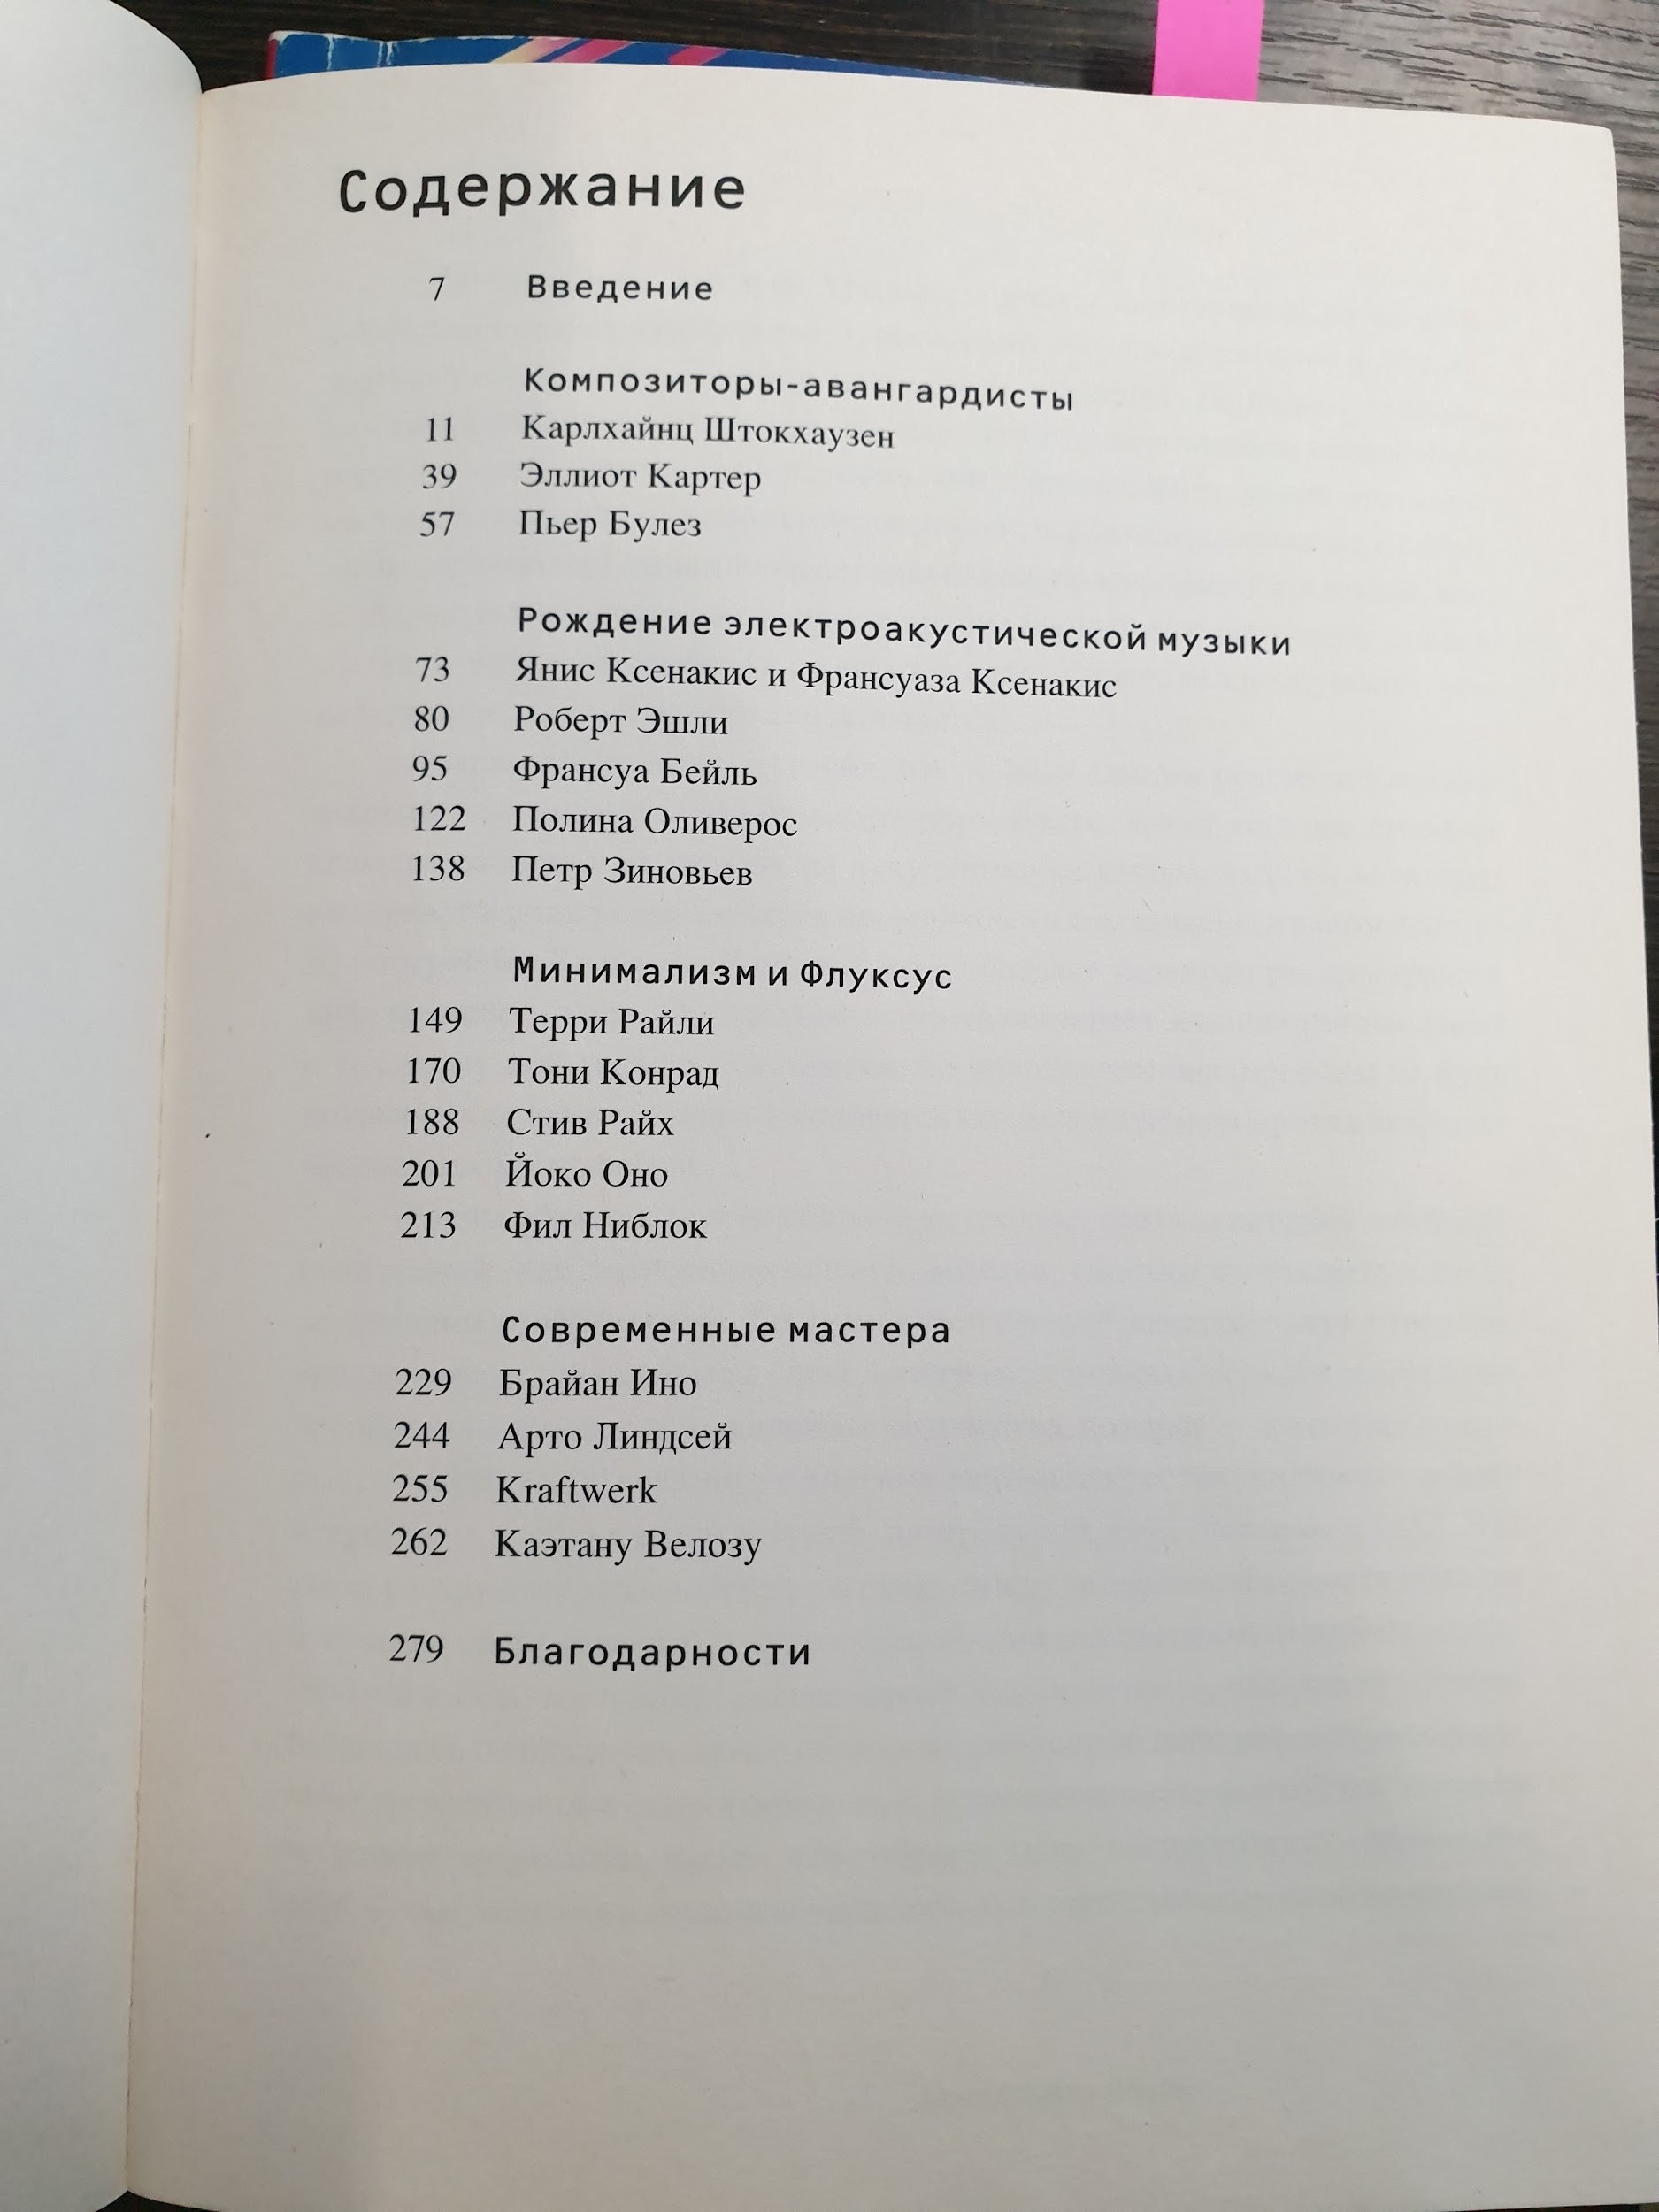 Содержание
7 Введение
Композиторы-авангардисты
11 Карлхайнц Штокхаузен
39 Эллиот Картер
57 Пьер Булез
Рождение электроакустической музыки
73 Янис Ксенакис и Франсуаза Ксенакис
80 Роберт Эшли
95 Франсуа Бейль
122 Полина Оливерос
138 Петр Зиновьев
Минимализм и Флуксус
149 Терри Райли
170 Тони Конрад
188 Стив Райх
201 Йоко Оно
213 Фил Ниблок
Современные мастера
229 Брайан Ино
244 Арто Линдсей
255 Kraftwerk
262 Каэтану Велозу
279 Благодарности